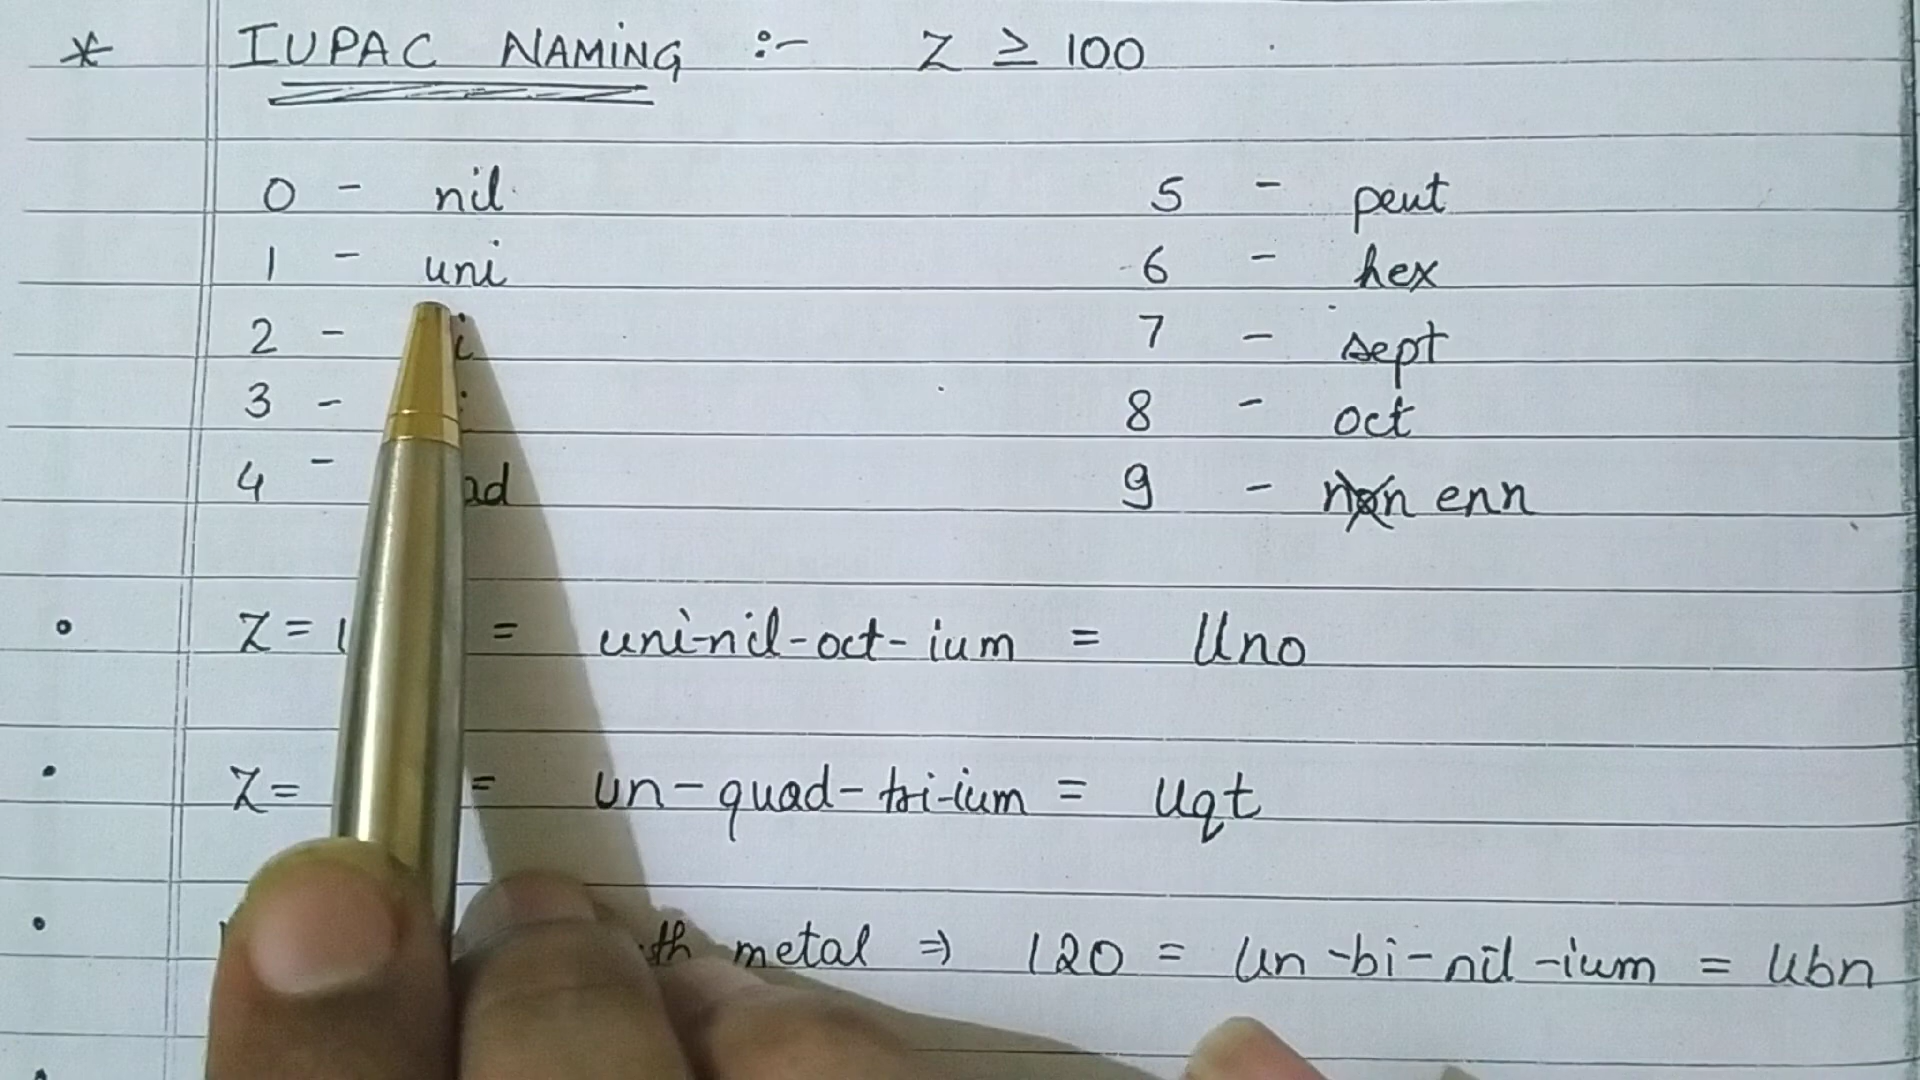 * IUPAC NAMING :- Z ≥ 100
0 - nil 5 - pent
1 - uni 6 - hex
2 - 7 - sept
3 - 8 - oct
4 - 9 - enn
Z = = uni-nil-oct-ium = Uno
Z = = un-quad-tri-ium = Uqt
metal ⇒ 120 = Un-bi-nil-ium = Ubn